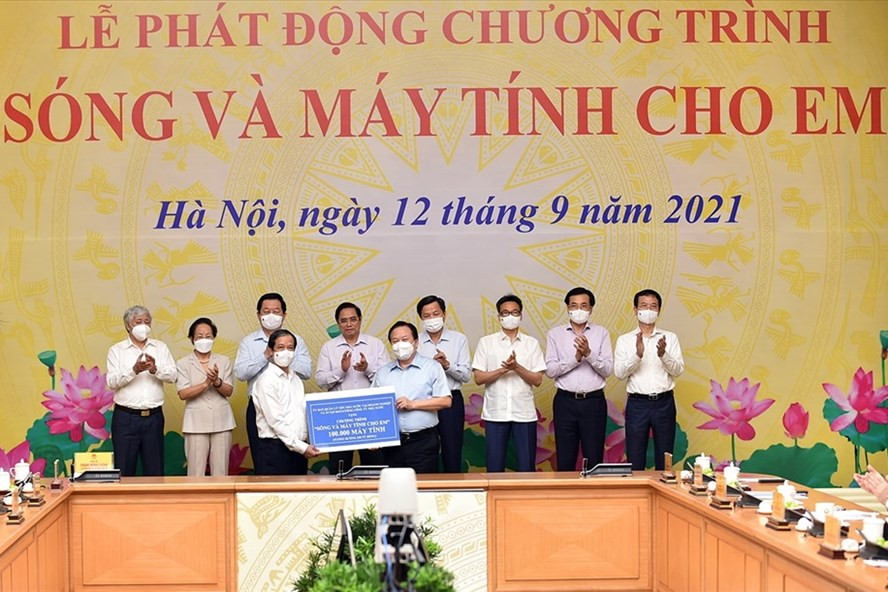 LỄ PHÁT ĐỘNG CHƯƠNG TRÌNH
SÓNG VÀ MÁY TÍNH CHO EM
Hà Nội, ngày 12 tháng 9 năm 2021
TẶNG
CHƯƠNG TRÌNH
"SÓNG VÀ MÁY TÍNH CHO EM"
100.000 MÁY TÍNH